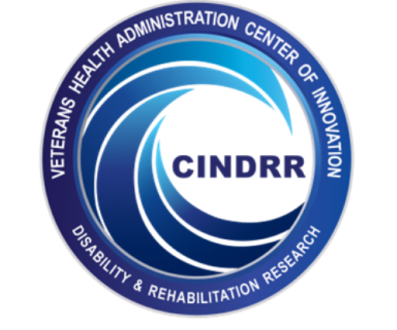 VETERANS HEALTH ADMINISTRATION CENTER OF INNOVATION
CINDRR
DISABILITY & REHABILITATION RESEARCH